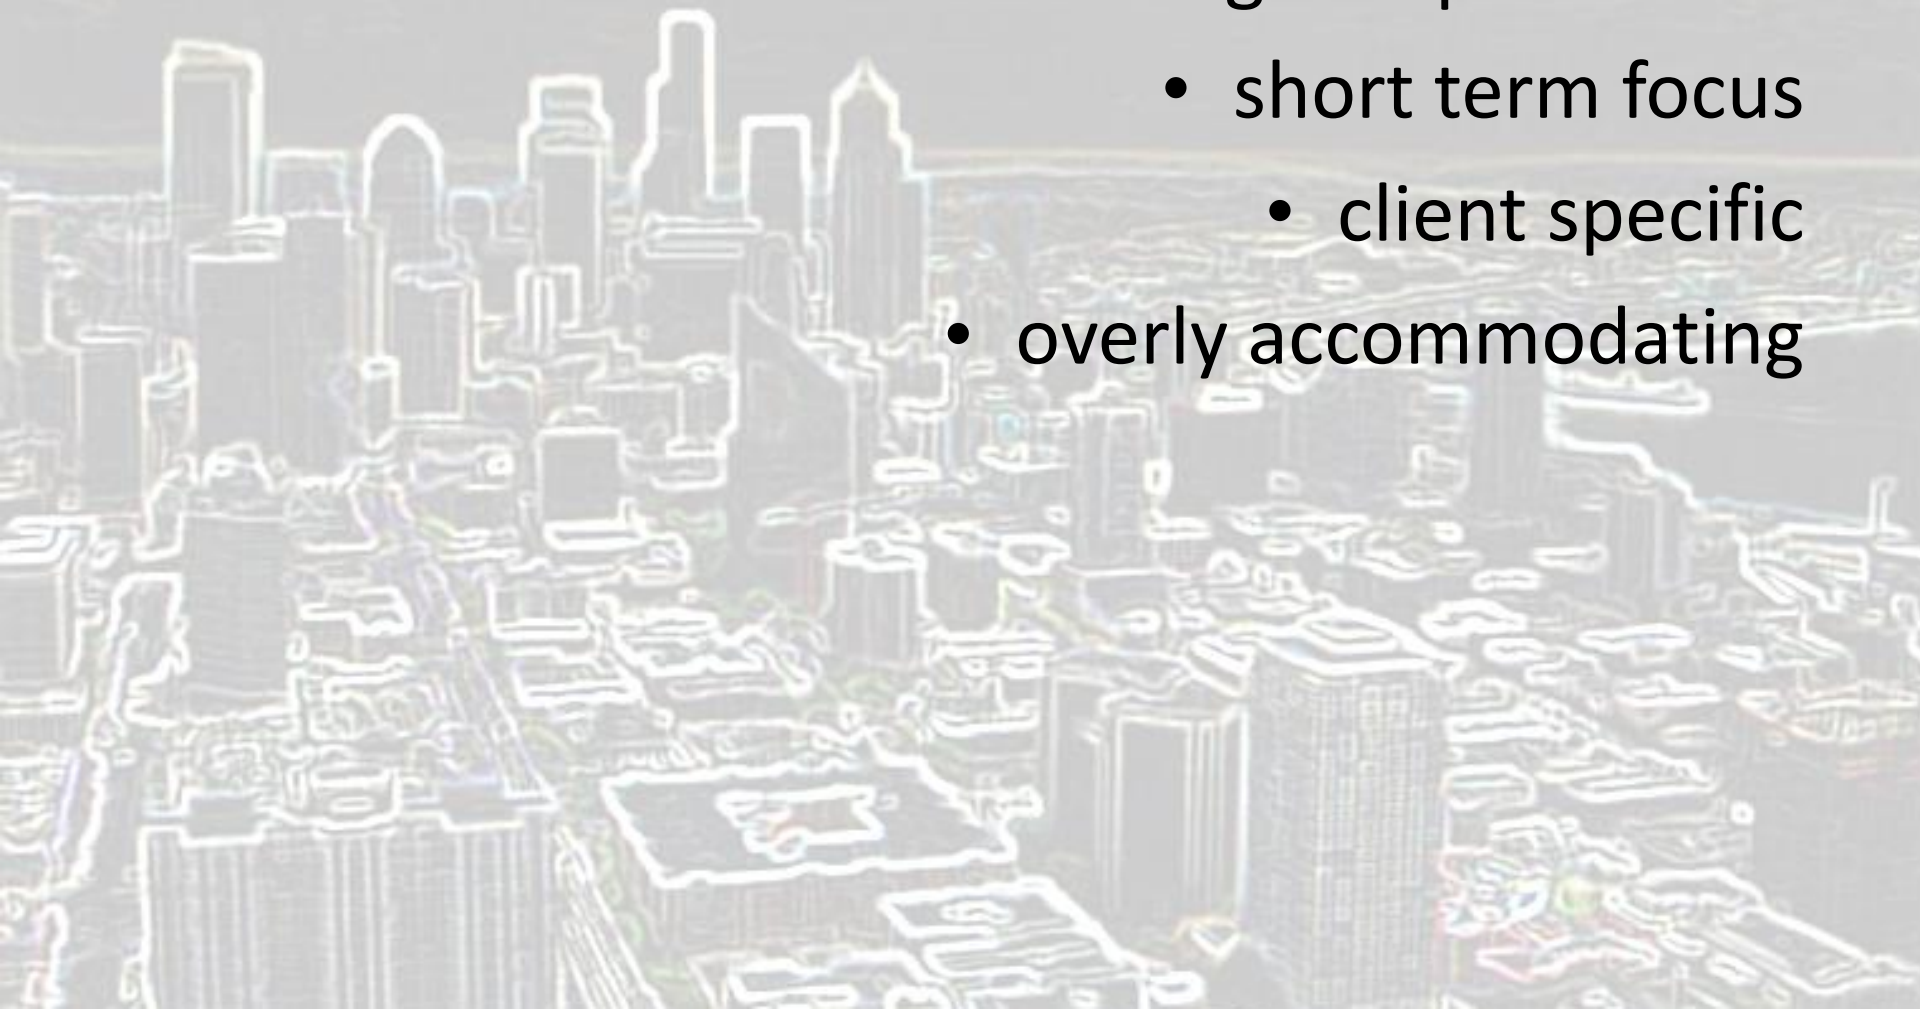 • short term focus
• client specific
• overly accommodating